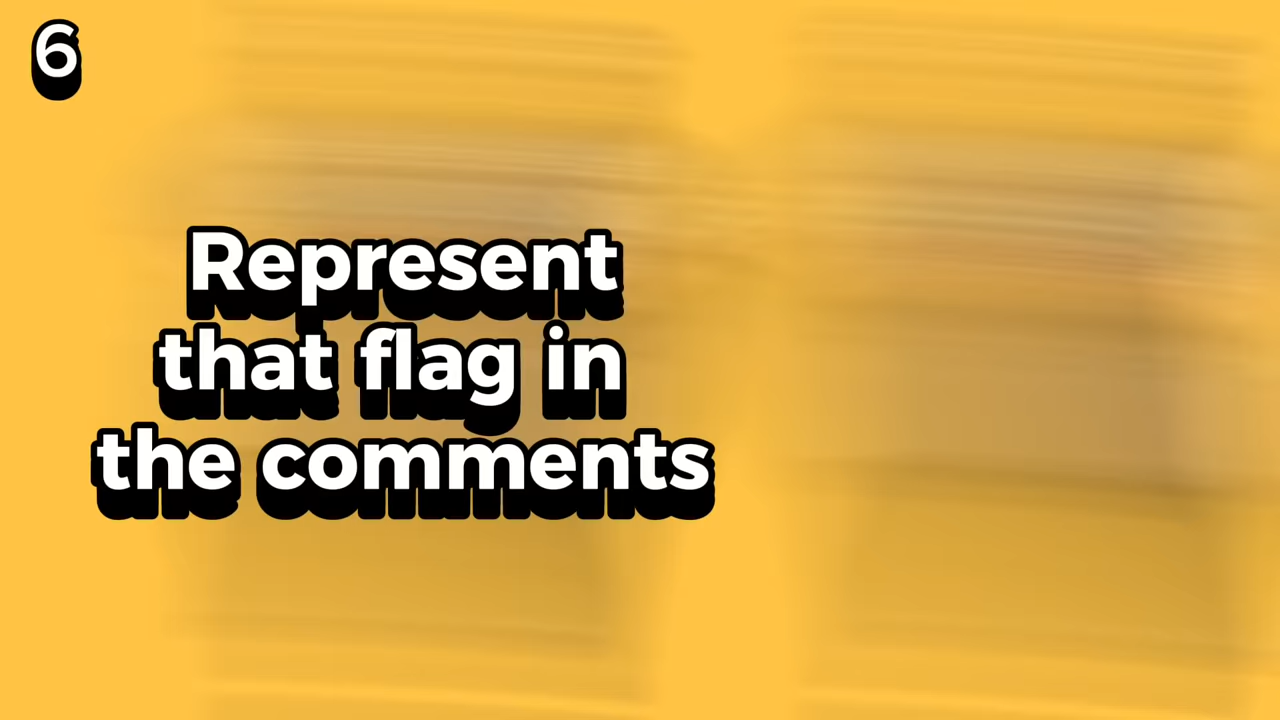 6
Represent
that flag in
the comments